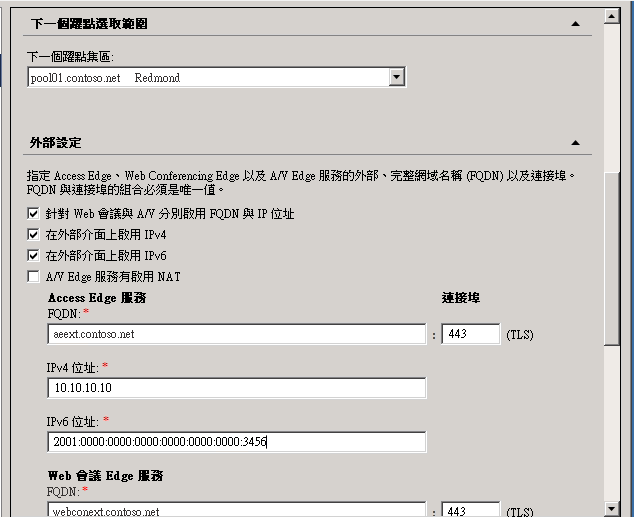 下一個躍點選取範圍
下一個躍點集區:
pool01.contoso.net Redmond
外部設定
指定 Access Edge、Web Conferencing Edge 以及 A/V Edge 服務的外部、完整網域名稱 (FQDN) 以及連接埠。
FQDN 與連接埠的組合必須是唯一值。
針對 Web 會議與 A/V 分別啟用 FQDN 與 IP 位址
在外部介面上啟用 IPv4
在外部介面上啟用 IPv6
A/V Edge 服務有啟用 NAT
Access Edge 服務 連接埠
FQDN: *
aeext.contoso.net : 443 (TLS)
IPv4 位址: *
10.10.10.10
IPv6 位址: *
2001:0000:0000:0000:0000:0000:0000:3456
Web 會議 Edge 服務
FQDN: *
webconext.contoso.net : 443 (TLS)